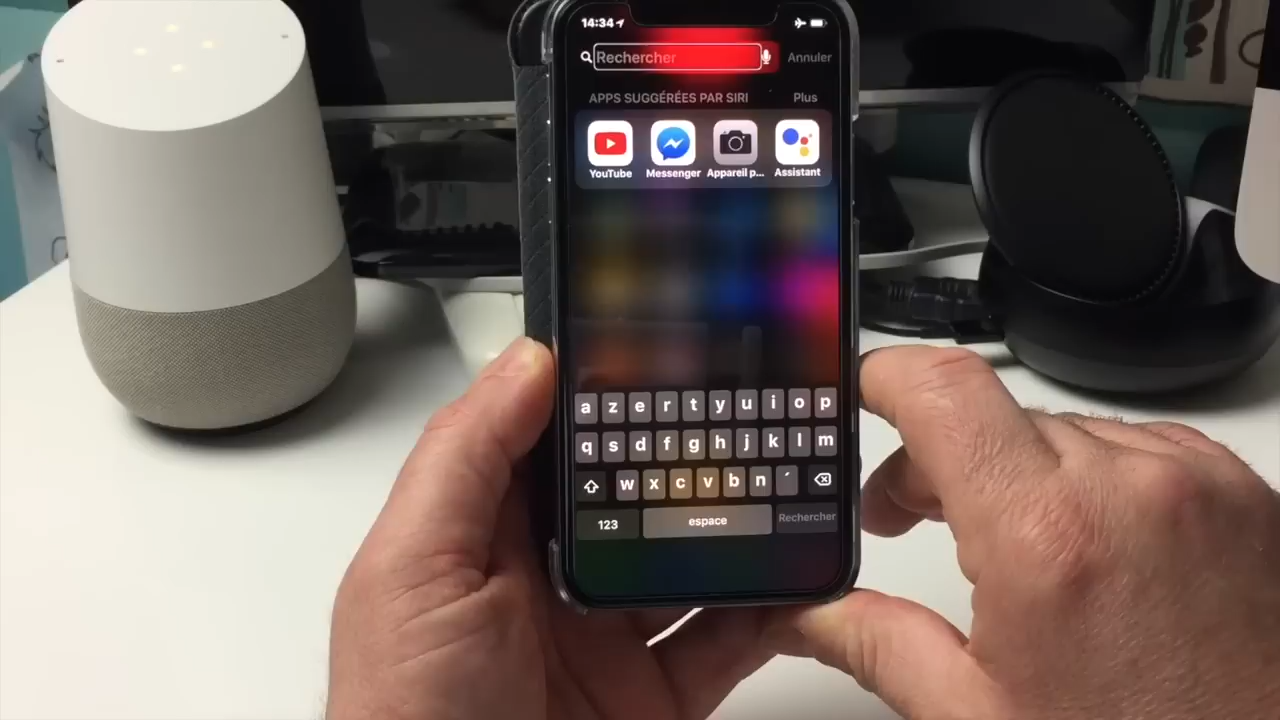 14:34
Rechercher
Annuler
APPS SUGGÉRÉES PAR SIRI
Plus
YouTube
Messenger
Appareil p...
Assistant
a z e r t y u i o p
q s d f g h j k l m
w x c v b n ´
123
espace
Rechercher